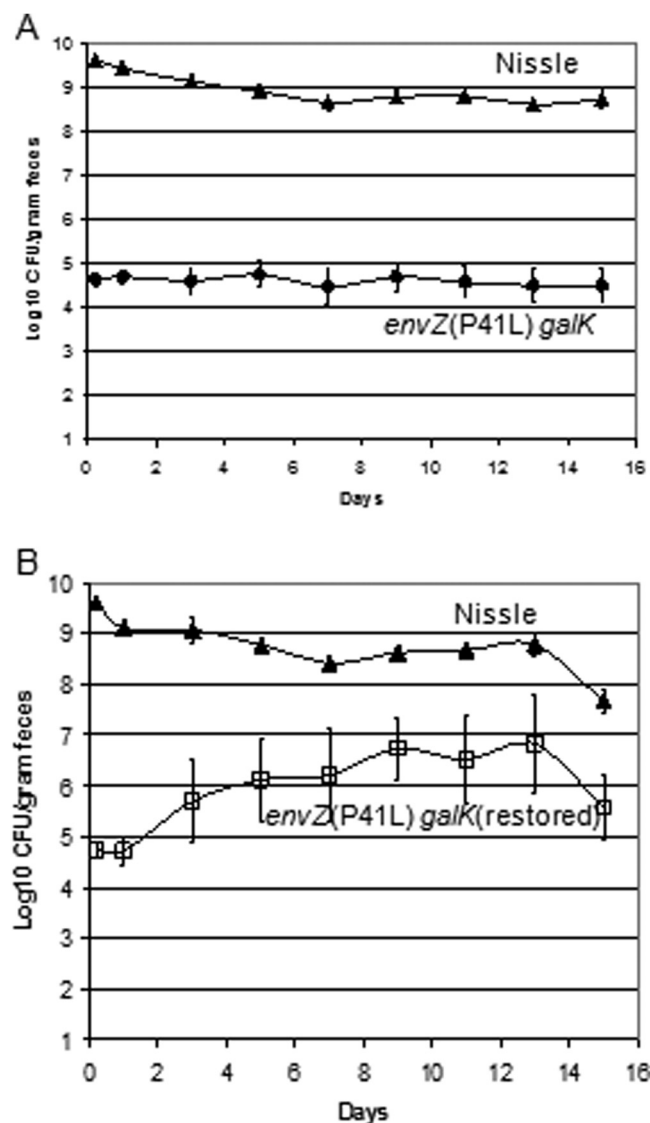 A
10
Nissle
9
8
7
6
5
4
envZ(P41L) galK
3
2
1
Log10 CFU/gram feces
0 2 4 6 8 10 12 14 16
Days
B
10
Nissle
9
8
7
6
envZ(P41L) galK(restored)
5
4
3
2
1
Log10 CFU/gram feces
0 2 4 6 8 10 12 14 16
Days